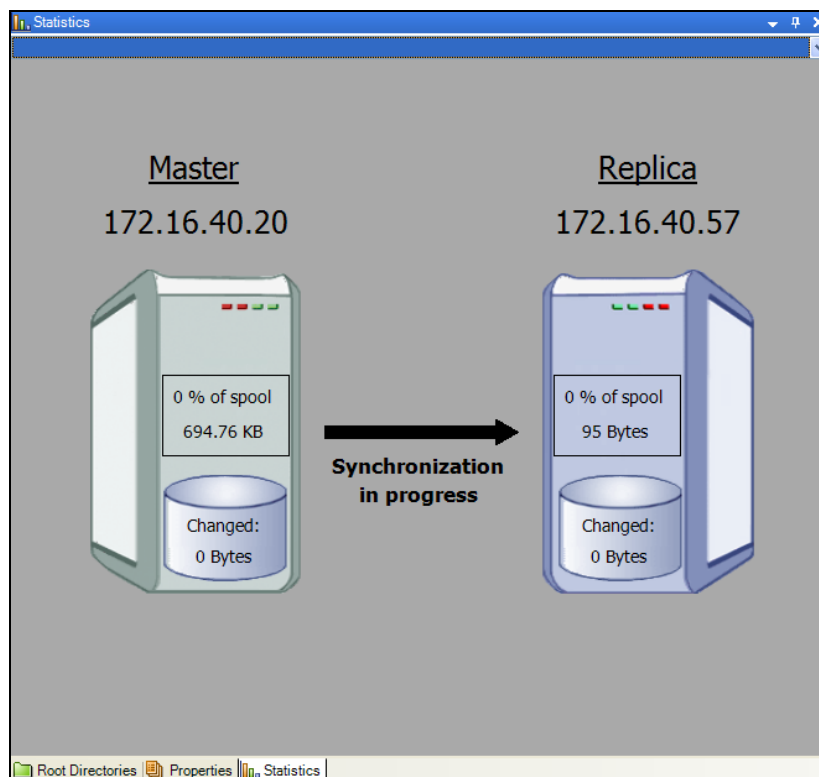 Statistics
Master
172.16.40.20
Replica
172.16.40.57
0 % of spool
694.76 KB
Changed:
0 Bytes
Synchronization
in progress
0 % of spool
95 Bytes
Changed:
0 Bytes
Root Directories
Properties
Statistics